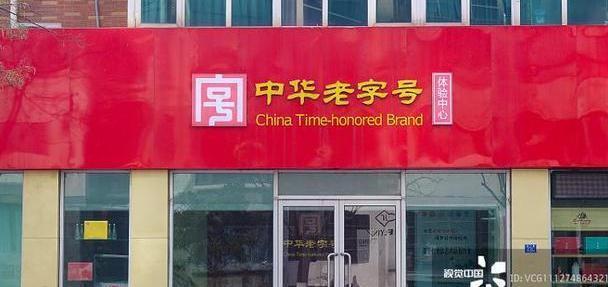 中华老字号
China Time-honored Brand
体验中心
中华老字号
视觉中国
ID:VCG111274864321